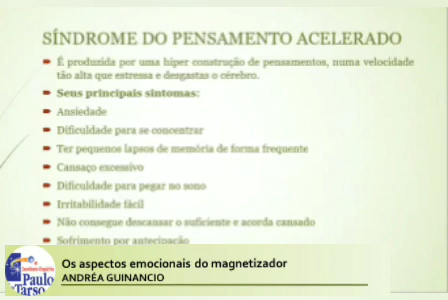 SÍNDROME DO PENSAMENTO ACELERADO
É produzida por uma hiper construção de pensamentos, numa velocidade
tão alta que estressa e desgastas o cérebro.
Seus principais sintomas:
Ansiedade
Dificuldade para se concentrar
Ter pequenos lapsos de memória de forma frequente
Cansaço excessivo
Dificuldade para pegar no sono
Irritabilidade fácil
Não consegue descansar o suficiente e acorda cansado
Sofrimento por antecipação
Os aspectos emocionais do magnetizador
ANDRÉA GUINANCIO
Paulo
Tarso